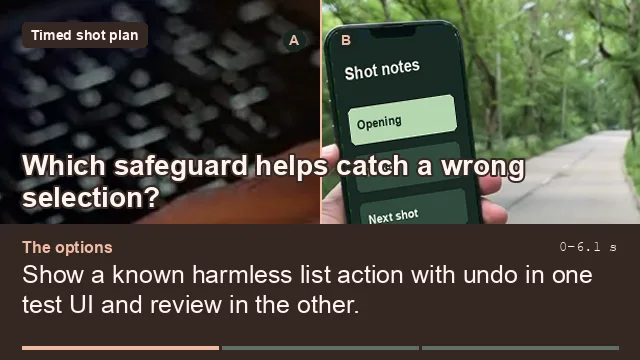 Timed shot plan
A
B
Shot notes
Opening
Next shot
Which safeguard helps catch a wrong
selection?
The options
0–6.1 s
Show a known harmless list action with undo in one
test UI and review in the other.